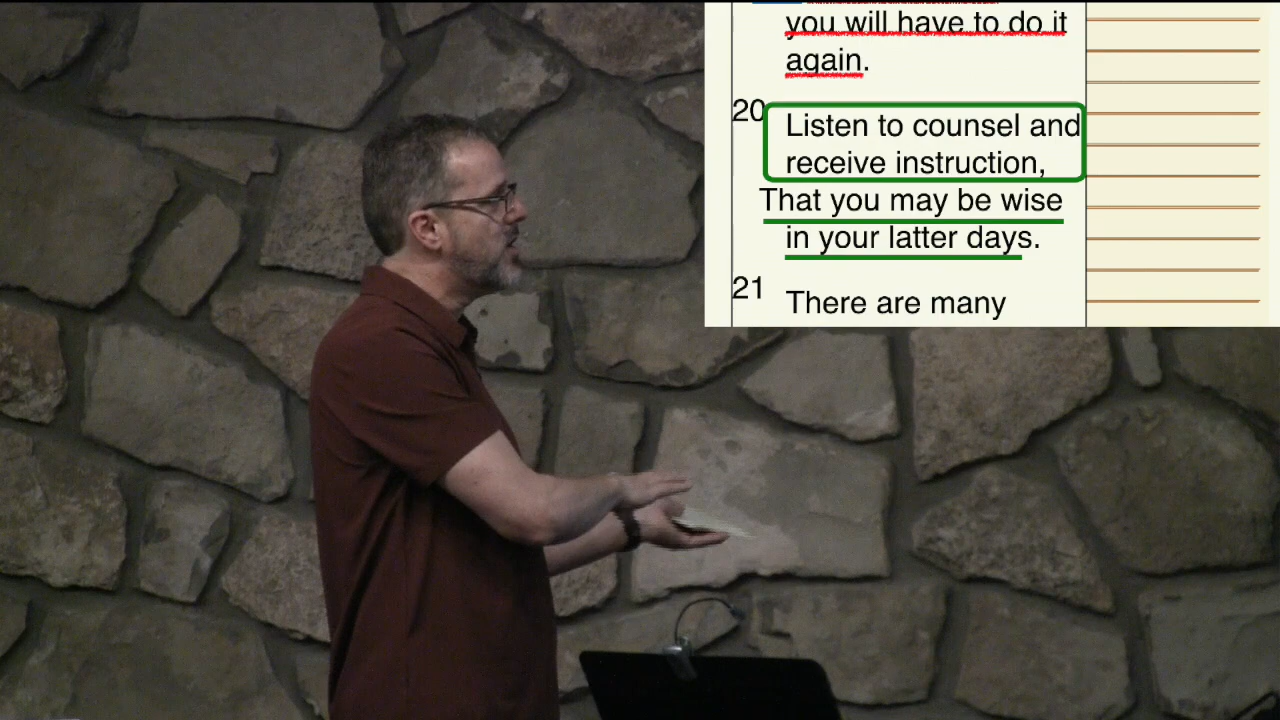 you will have to do it
again.
20
Listen to counsel and
receive instruction,
That you may be wise
in your latter days.
21
There are many